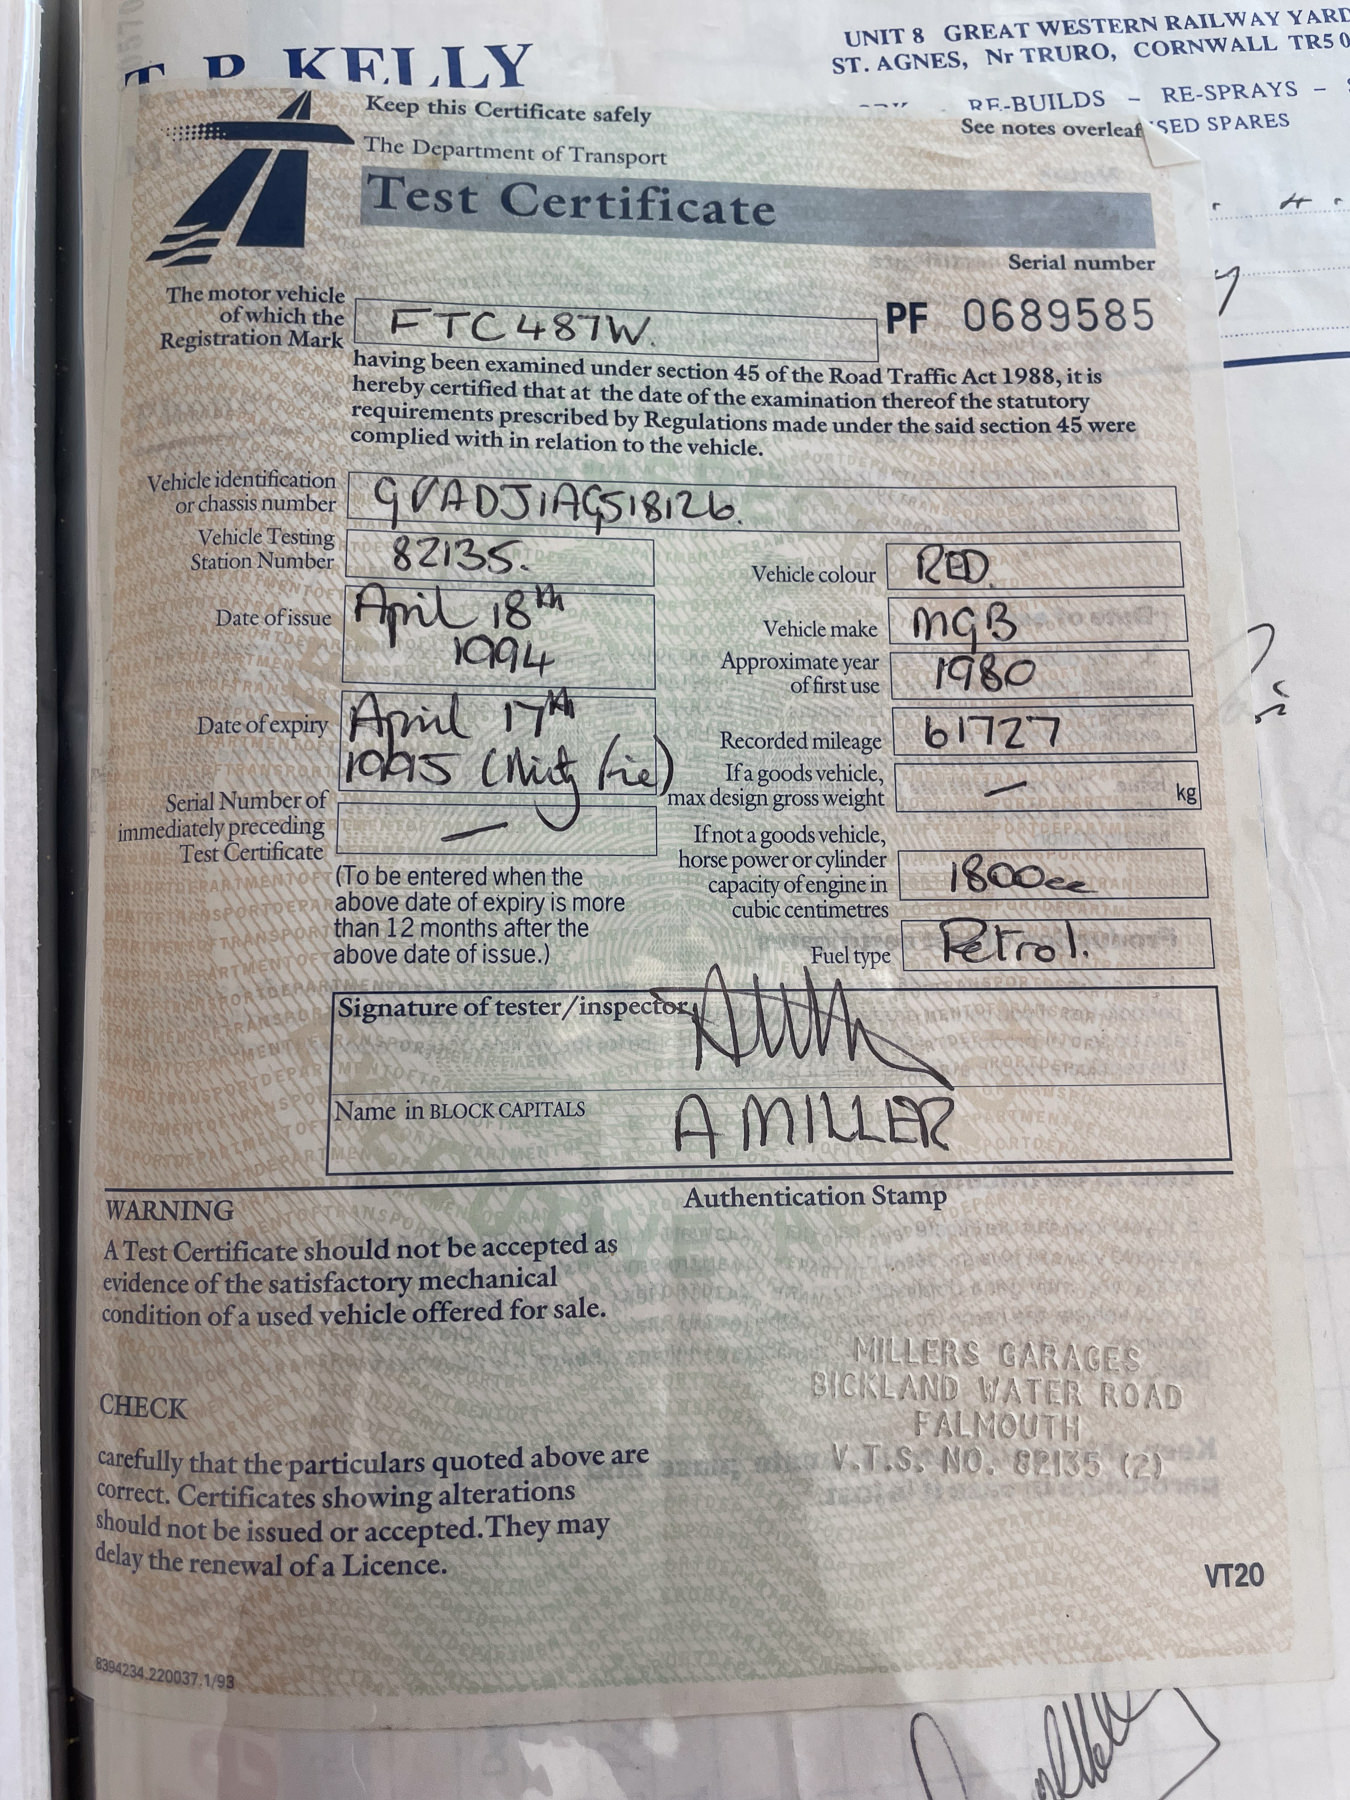 T. P. KELLY
UNIT 8 GREAT WESTERN RAILWAY YARD
ST. AGNES, Nr TRURO, CORNWALL TR5 0
RE-BUILDS – RE-SPRAYS –
SED SPARES
Keep this Certificate safely
See notes overleaf
The Department of Transport
Test Certificate
Serial number
PF 0689585
The motor vehicle
of which the
Registration Mark
FTC487W.
having been examined under section 45 of the Road Traffic Act 1988, it is
hereby certified that at the date of the examination thereof the statutory
requirements prescribed by Regulations made under the said section 45 were
complied with in relation to the vehicle.
Vehicle identification
or chassis number
GVADJ1AG518126.
Vehicle Testing
Station Number
82135.
Vehicle colour
RED.
Date of issue
April 18th
1994
Vehicle make
MGB
Approximate year
of first use
1980
Date of expiry
April 17th
1995
Recorded mileage
61727
If a goods vehicle,
max design gross weight
—
kg
Serial Number of
immediately preceding
Test Certificate
—
(To be entered when the
above date of expiry is more
than 12 months after the
above date of issue.)
If not a goods vehicle,
horse power or cylinder
capacity of engine in
cubic centimetres
1800cc
Fuel type
Petrol.
Signature of tester/inspector
Name in BLOCK CAPITALS
A MILLER
WARNING
A Test Certificate should not be accepted as
evidence of the satisfactory mechanical
condition of a used vehicle offered for sale.
Authentication Stamp
MILLERS GARAGES
BICKLAND WATER ROAD
FALMOUTH
V.T.S. NO. 82135 (2)
CHECK
carefully that the particulars quoted above are
correct. Certificates showing alterations
should not be issued or accepted. They may
delay the renewal of a Licence.
VT20
8394234.220037.1/93